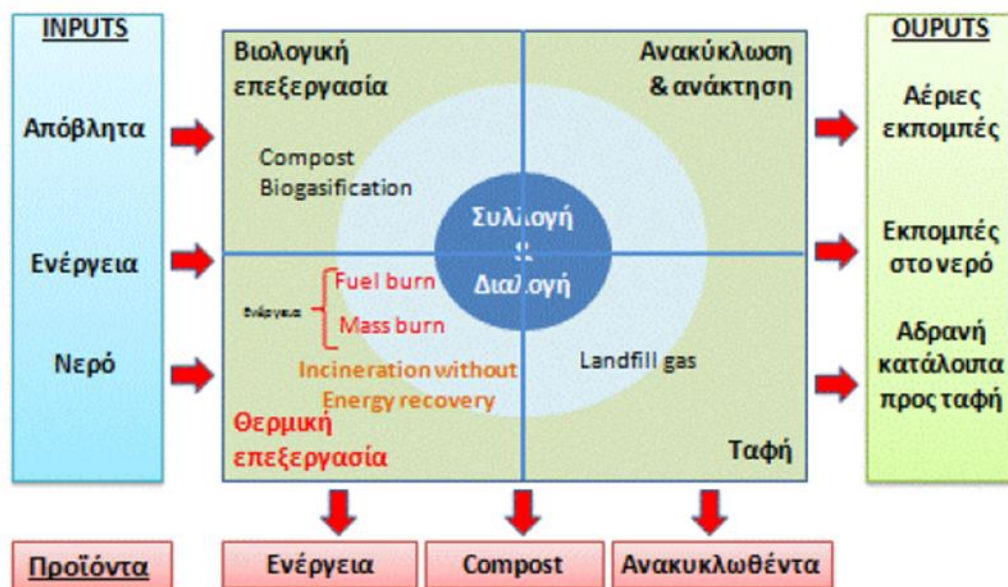 INPUTS
Απόβλητα
Ενέργεια
Νερό
Βιολογική
επεξεργασία
Compost
Biogasification
Ανακύκλωση
& ανάκτηση
Συλλογή
&
Διαλογή
Ενέργεια
Fuel burn
Mass burn
Incineration without
Energy recovery
Θερμική
επεξεργασία
Landfill gas
Ταφή
OUPUTS
Αέριες
εκπομπές
Εκπομπές
στο νερό
Αδρανή
κατάλοιπα
προς ταφή
Προϊόντα
Ενέργεια
Compost
Ανακυκλωθέντα